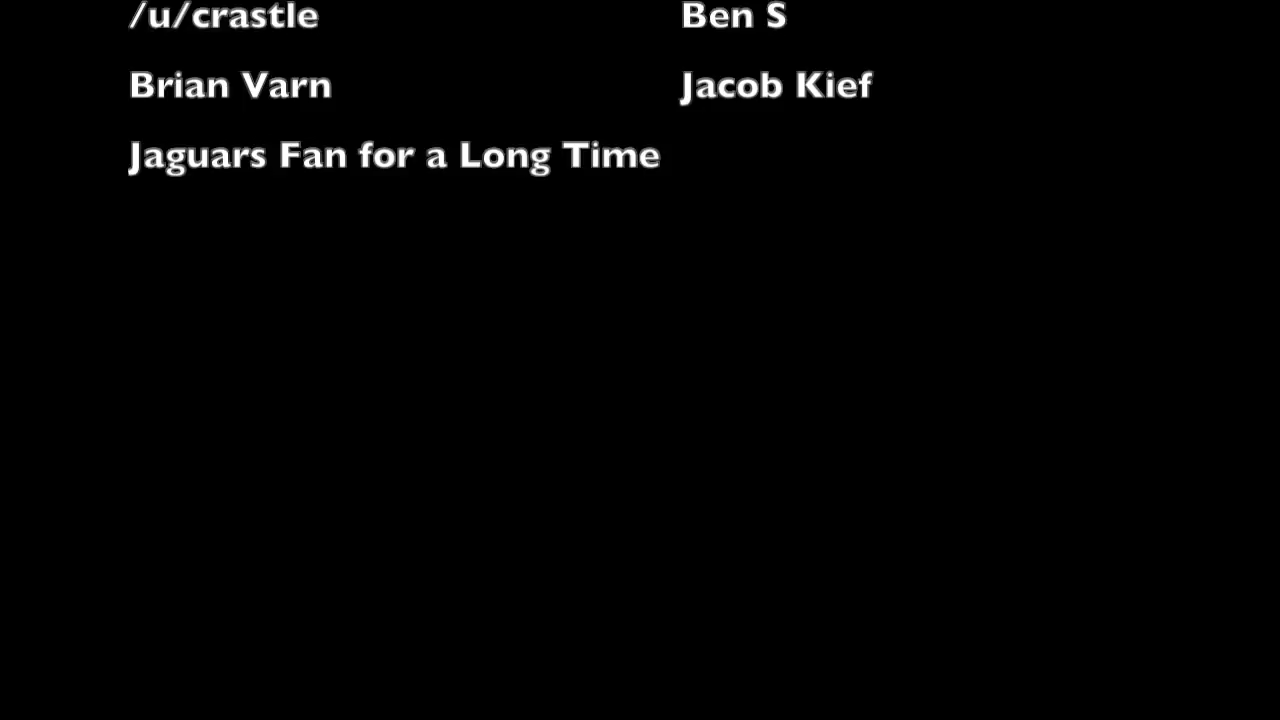 /u/crastle
Ben S
Brian Varn
Jacob Kief
Jaguars Fan for a Long Time